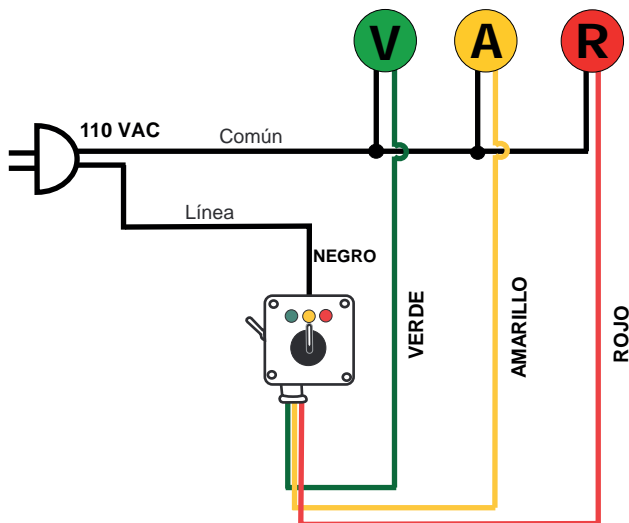 V A R
110 VAC
Común
Línea
NEGRO
VERDE
AMARILLO
ROJO